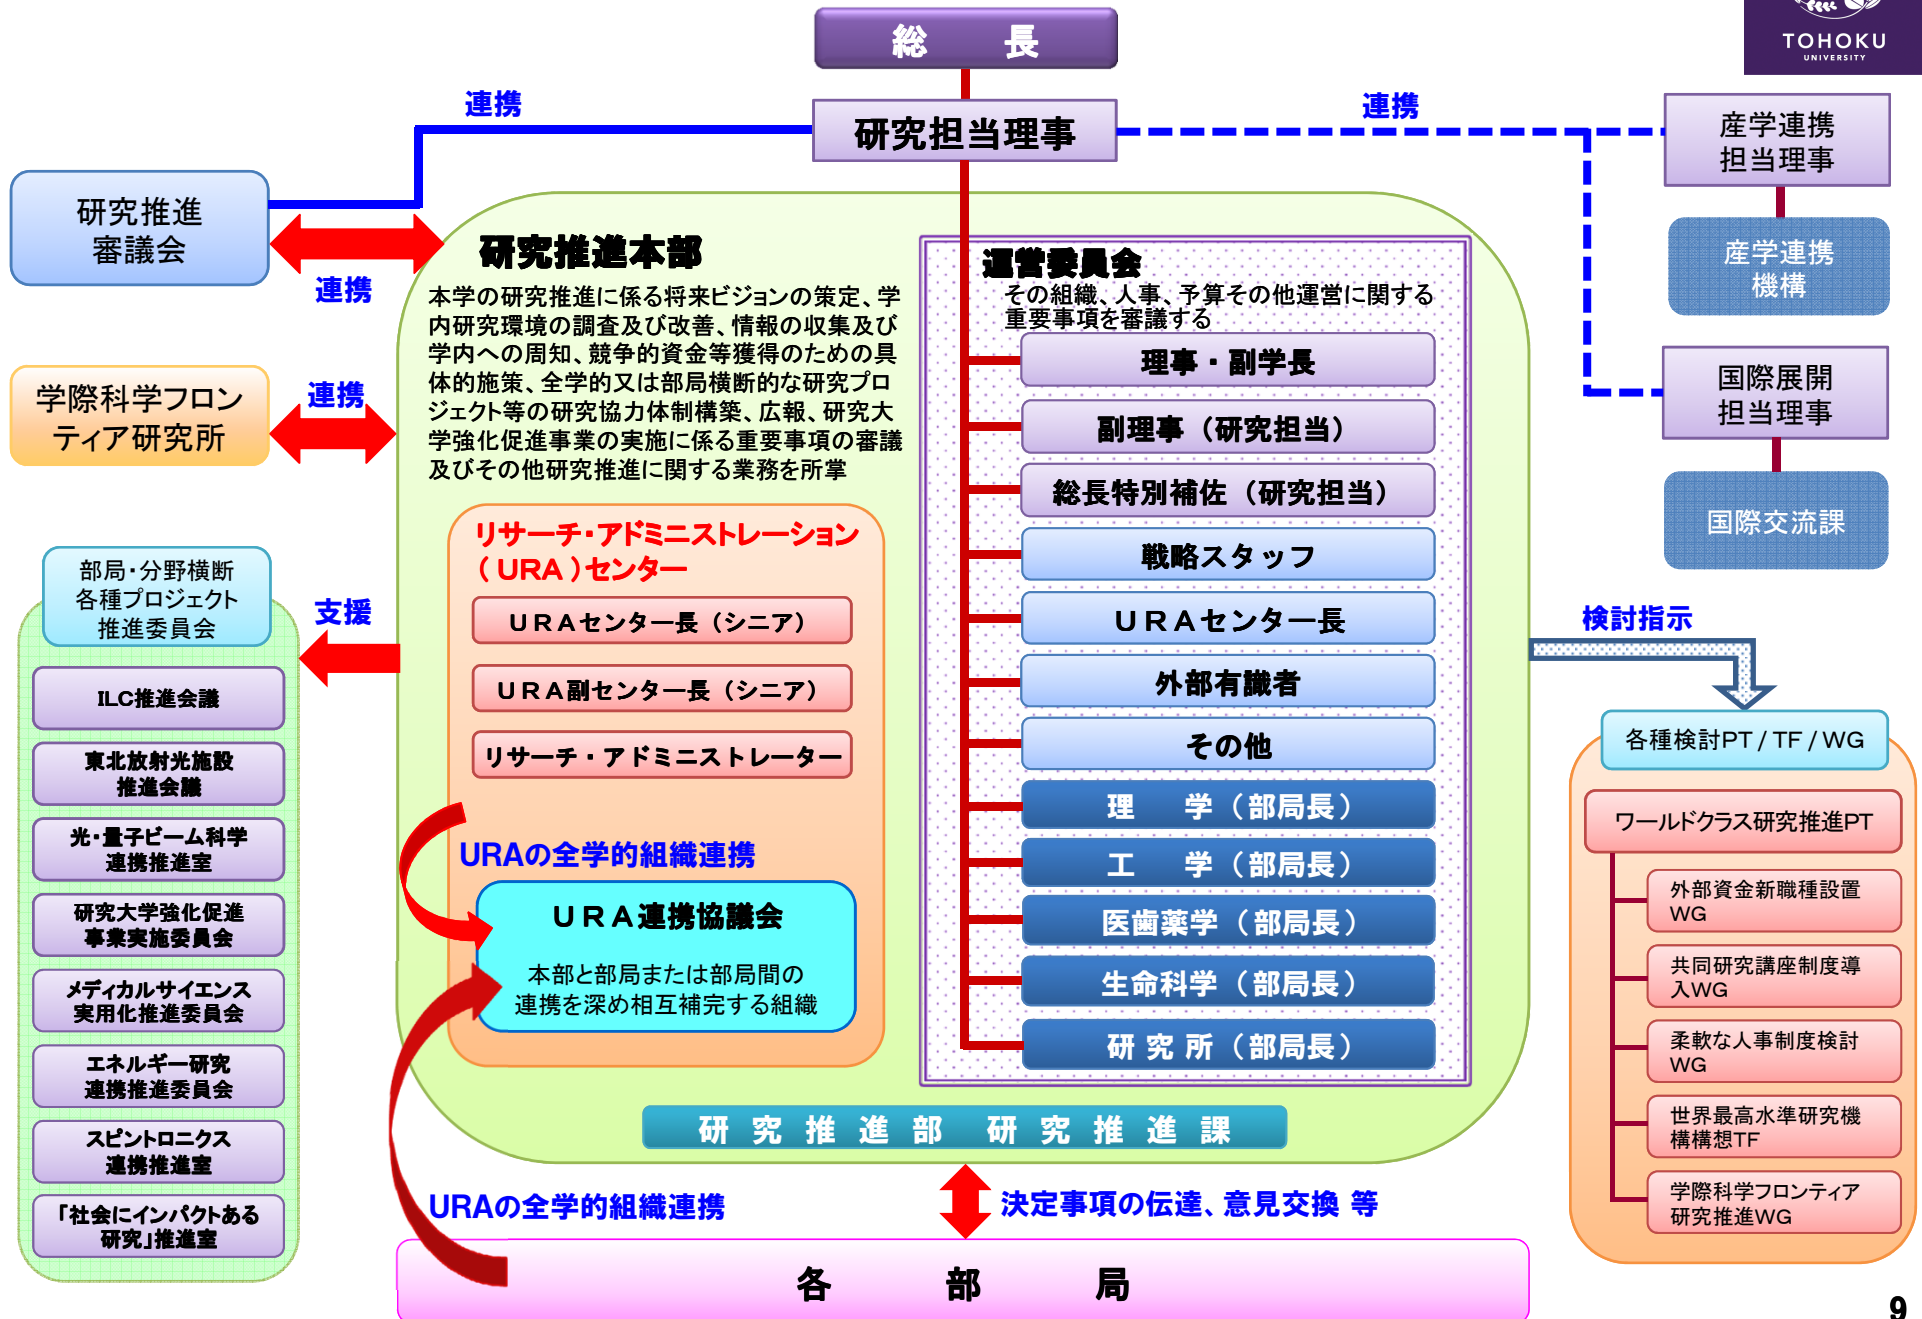 総　長
TOHOKU
UNIVERSITY
連携
研究担当理事
連携
産学連携
担当理事
産学連携
機構
国際展開
担当理事
国際交流課
研究推進
審議会
連携
学際科学フロン
ティア研究所
連携
研究推進本部
本学の研究推進に係る将来ビジョンの策定、学
内研究環境の調査及び改善、情報の収集及び
学内への周知、競争的資金等獲得のための具
体的施策、全学的又は部局横断的な研究プロ
ジェクト等の研究協力体制構築、広報、研究大
学強化促進事業の実施に係る重要事項の審議
及びその他研究推進に関する業務を所掌
リサーチ・アドミニストレーション
（ URA ）センター
ＵＲＡセンター長（シニア）
ＵＲＡ副センター長（シニア）
リサーチ・アドミニストレーター
URAの全学的組織連携
ＵＲＡ連携協議会
本部と部局または部局間の
連携を深め相互補完する組織
運営委員会
その組織、人事、予算その他運営に関する
重要事項を審議する
理事・副学長
副理事（研究担当）
総長特別補佐（研究担当）
戦略スタッフ
ＵＲＡセンター長
外部有識者
その他
理　学（部局長）
工　学（部局長）
医歯薬学（部局長）
生命科学（部局長）
研 究 所（部局長）
研 究 推 進 部　研 究 推 進 課
部局・分野横断
各種プロジェクト
推進委員会
支援
ILC推進会議
東北放射光施設
推進会議
光・量子ビーム科学
連携推進室
研究大学強化促進
事業実施委員会
メディカルサイエンス
実用化推進委員会
エネルギー研究
連携推進委員会
スピントロニクス
連携推進室
「社会にインパクトある
研究」推進室
検討指示
各種検討PT / TF / WG
ワールドクラス研究推進PT
外部資金新職種設置
WG
共同研究講座制度導
入WG
柔軟な人事制度検討
WG
世界最高水準研究機
構構想TF
学際科学フロンティア
研究推進WG
URAの全学的組織連携
決定事項の伝達、意見交換 等
各　部　局
9